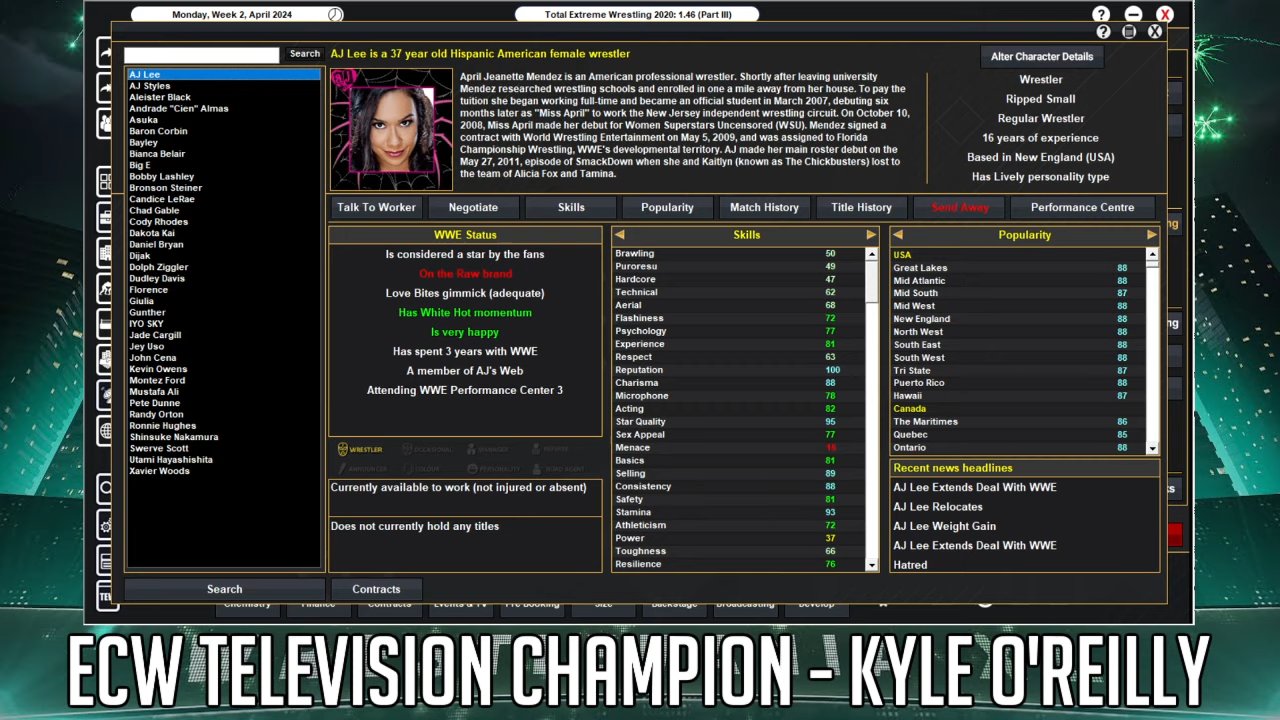 Monday, Week 2, April 2024
Total Extreme Wrestling 2020: 1.46 (Part III)
Search
AJ Lee is a 37 year old Hispanic American female wrestler
Alter Character Details
AJ Lee
AJ Styles
Aleister Black
Andrade "Cien" Almas
Asuka
Baron Corbin
Bayley
Bianca Belair
Big E
Bobby Lashley
Bronson Steiner
Candice LeRae
Chad Gable
Cody Rhodes
Dakota Kai
Daniel Bryan
Dijak
Dolph Ziggler
Dudley Davis
Florence
Giulia
Gunther
IYO SKY
Jade Cargill
Jey Uso
John Cena
Kevin Owens
Montez Ford
Mustafa Ali
Pete Dunne
Randy Orton
Ronnie Hughes
Shinsuke Nakamura
Swerve Scott
Utami Hayashishita
Xavier Woods
April Jeanette Mendez is an American professional wrestler. Shortly after leaving university
Mendez researched wrestling schools and enrolled in one a mile away from her house. To pay the
tuition she began working full-time and became an official student in March 2007, debuting six
months later as "Miss April" to work the New Jersey independent wrestling circuit. On October 10,
2008, Miss April made her debut for Women Superstars Uncensored (WSU). Mendez signed a
contract with World Wrestling Entertainment on May 5, 2009, and was assigned to Florida
Championship Wrestling, WWE's developmental territory. AJ made her main roster debut on the
May 27, 2011, episode of SmackDown when she and Kaitlyn (known as The Chickbusters) lost to
the team of Alicia Fox and Tamina.
Wrestler
Ripped Small
Regular Wrestler
16 years of experience
Based in New England (USA)
Has Lively personality type
Talk To Worker
Negotiate
Skills
Popularity
Match History
Title History
Send Away
Performance Centre
WWE Status
Is considered a star by the fans
On the Raw brand
Love Bites gimmick (adequate)
Has White Hot momentum
Is very happy
Has spent 3 years with WWE
A member of AJ's Web
Attending WWE Performance Center 3
WRESTLER
OCCASIONAL
MANAGER
REFEREE
ANNOUNCER
COLOUR
PERSONALITY
ROAD AGENT
Currently available to work (not injured or absent)
Does not currently hold any titles
Skills
Brawling 50
Puroresu 49
Hardcore 47
Technical 62
Aerial 68
Flashiness 72
Psychology 77
Experience 81
Respect 63
Reputation 100
Charisma 88
Microphone 78
Acting 82
Star Quality 95
Sex Appeal 77
Menace
Basics 81
Selling 89
Consistency 88
Safety 81
Stamina 93
Athleticism 72
Power 37
Toughness 66
Resilience 76
Popularity
USA
Great Lakes 88
Mid Atlantic 88
Mid South 87
Mid West 88
New England 88
North West 88
South East 88
South West 88
Tri State 87
Puerto Rico 88
Hawaii 87
Canada
The Maritimes 86
Quebec 85
Ontario 88
Recent news headlines
AJ Lee Extends Deal With WWE
AJ Lee Relocates
AJ Lee Weight Gain
AJ Lee Extends Deal With WWE
Hatred
Search
Contracts
Chemistry
Finance
Contracts
Events & TV
Pre Booking
Size
Backstage
Broadcasting
Develop
ECW TELEVISION CHAMPION - KYLE O'REILLY